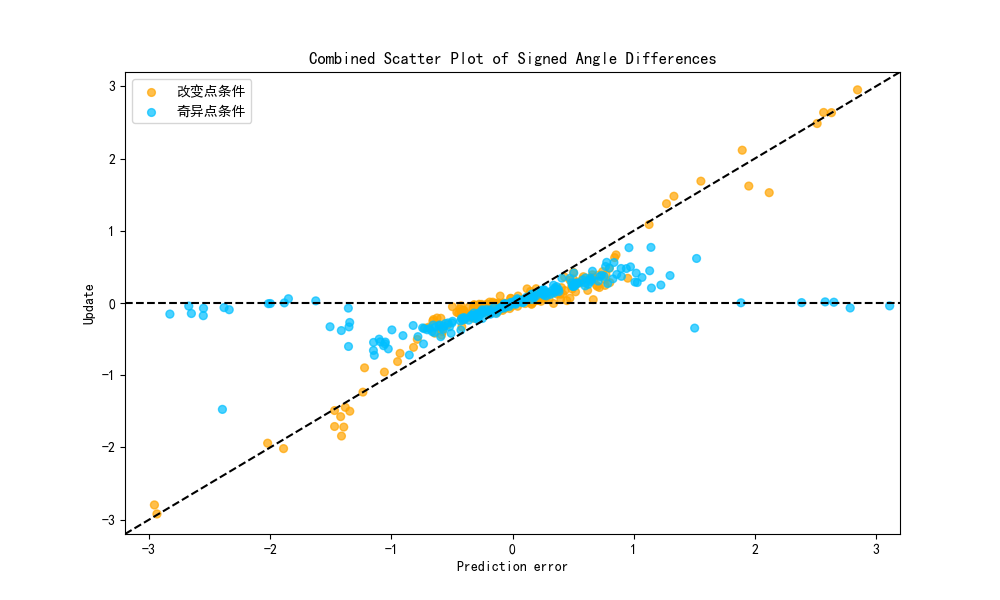 Combined Scatter Plot of Signed Angle Differences
改变点条件
奇异点条件
3
2
1
0
-1
-2
-3
Update
-3 -2 -1 0 1 2 3
Prediction error